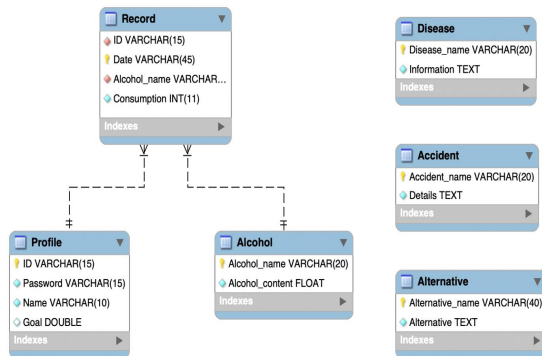 Record
ID VARCHAR(15)
Date VARCHAR(45)
Alcohol_name VARCHAR...
Consumption INT(11)
Indexes
Profile
ID VARCHAR(15)
Password VARCHAR(15)
Name VARCHAR(10)
Goal DOUBLE
Indexes
Alcohol
Alcohol_name VARCHAR(20)
Alcohol_content FLOAT
Indexes
Disease
Disease_name VARCHAR(20)
Information TEXT
Indexes
Accident
Accident_name VARCHAR(20)
Details TEXT
Indexes
Alternative
Alternative_name VARCHAR(40)
Alternative TEXT
Indexes